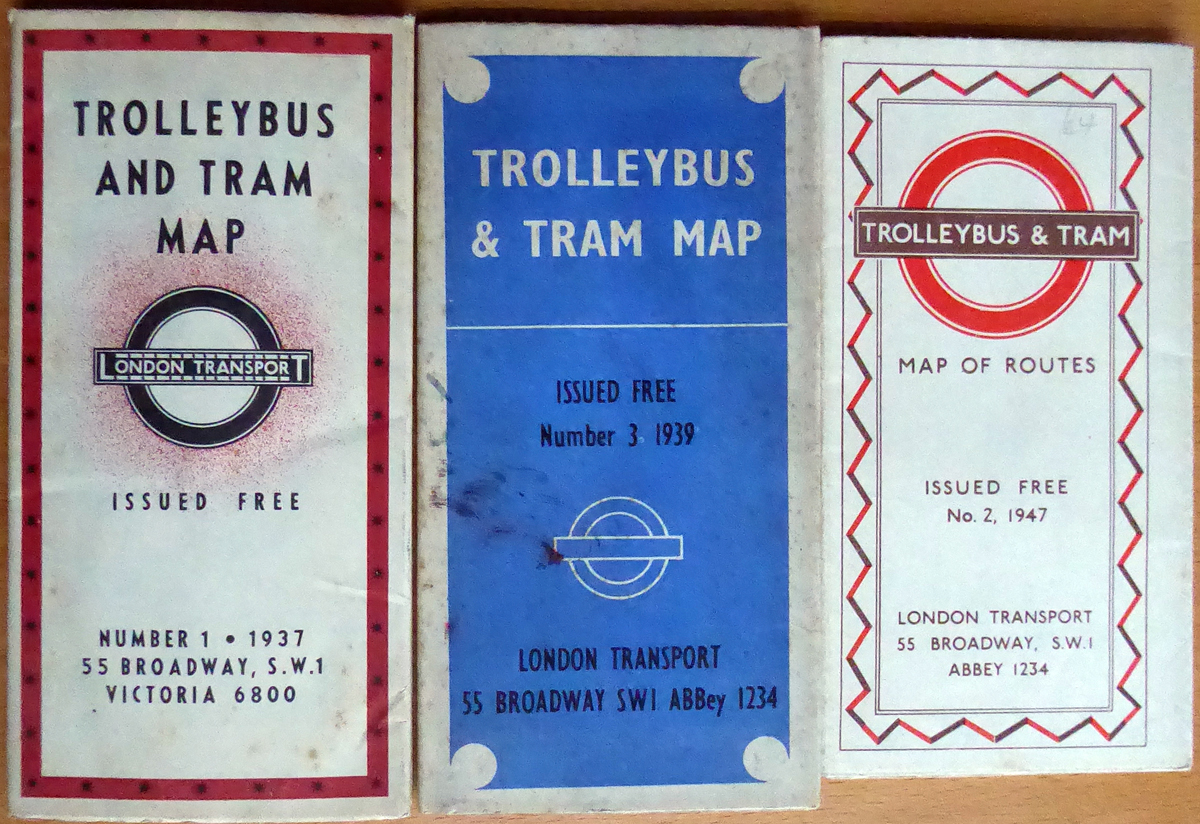 TROLLEYBUS
AND TRAM
MAP
LONDON TRANSPORT
ISSUED FREE
NUMBER 1 • 1937
55 BROADWAY, S.W.1
VICTORIA 6800
TROLLEYBUS
& TRAM MAP
ISSUED FREE
Number 3 1939
LONDON TRANSPORT
55 BROADWAY SW1 ABBey 1234
64
TROLLEYBUS & TRAM
MAP OF ROUTES
ISSUED FREE
No. 2, 1947
LONDON TRANSPORT
55 BROADWAY, S.W.1
ABBEY 1234